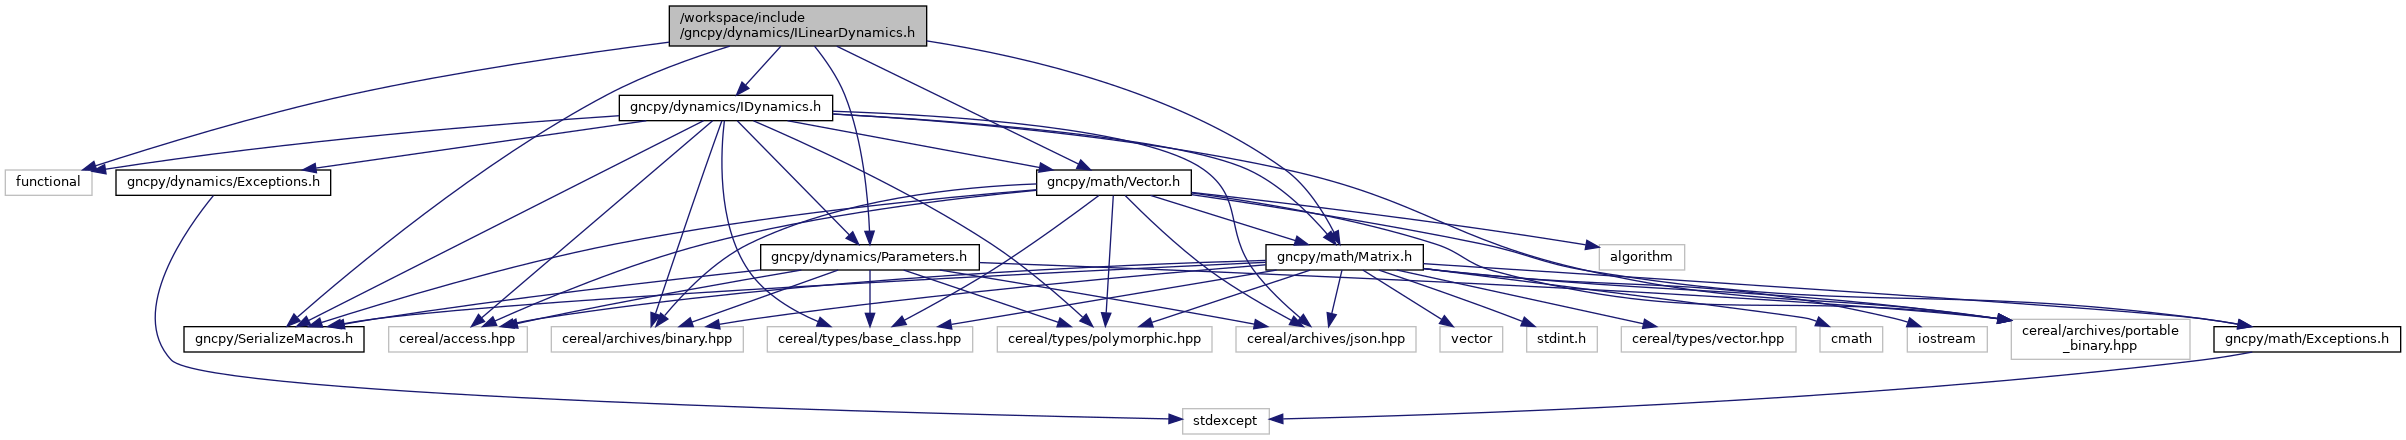 /workspace/include
/gncpy/dynamics/ILinearDynamics.h
gncpy/dynamics/IDynamics.h
functional
gncpy/dynamics/Exceptions.h
gncpy/math/Vector.h
gncpy/dynamics/Parameters.h
gncpy/math/Matrix.h
algorithm
gncpy/SerializeMacros.h
cereal/access.hpp
cereal/archives/binary.hpp
cereal/types/base_class.hpp
cereal/types/polymorphic.hpp
cereal/archives/json.hpp
vector
stdint.h
cereal/types/vector.hpp
cmath
iostream
cereal/archives/portable
_binary.hpp
gncpy/math/Exceptions.h
stdexcept